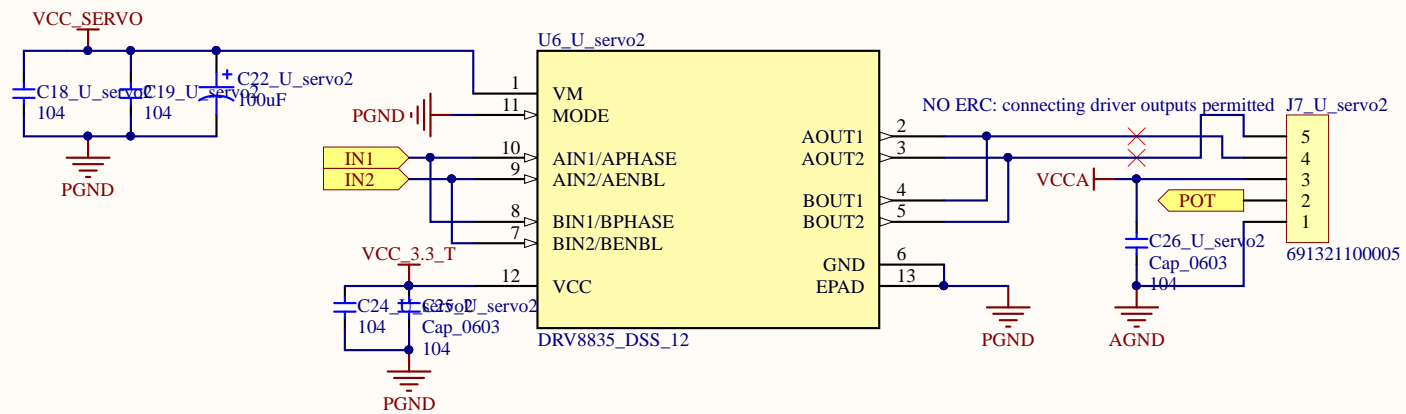 VCC_SERVO
C18_U_servo2
104
C19_U_servo2
104
+
C22_U_servo2
100uF
PGND
U6_U_servo2
1
VM
PGND
11
MODE
IN1
10
AIN1/APHASE
IN2
9
AIN2/AENBL
8
BIN1/BPHASE
7
BIN2/BENBL
VCC_3.3_T
12
VCC
C24_U_servo2
104
C25_U_servo2
Cap_0603
104
PGND
DRV8835_DSS_12
2
AOUT1
3
AOUT2
4
BOUT1
5
BOUT2
6
GND
13
EPAD
PGND
NO ERC: connecting driver outputs permitted
J7_U_servo2
5
4
VCCA
3
POT
2
1
691321100005
C26_U_servo2
Cap_0603
104
AGND